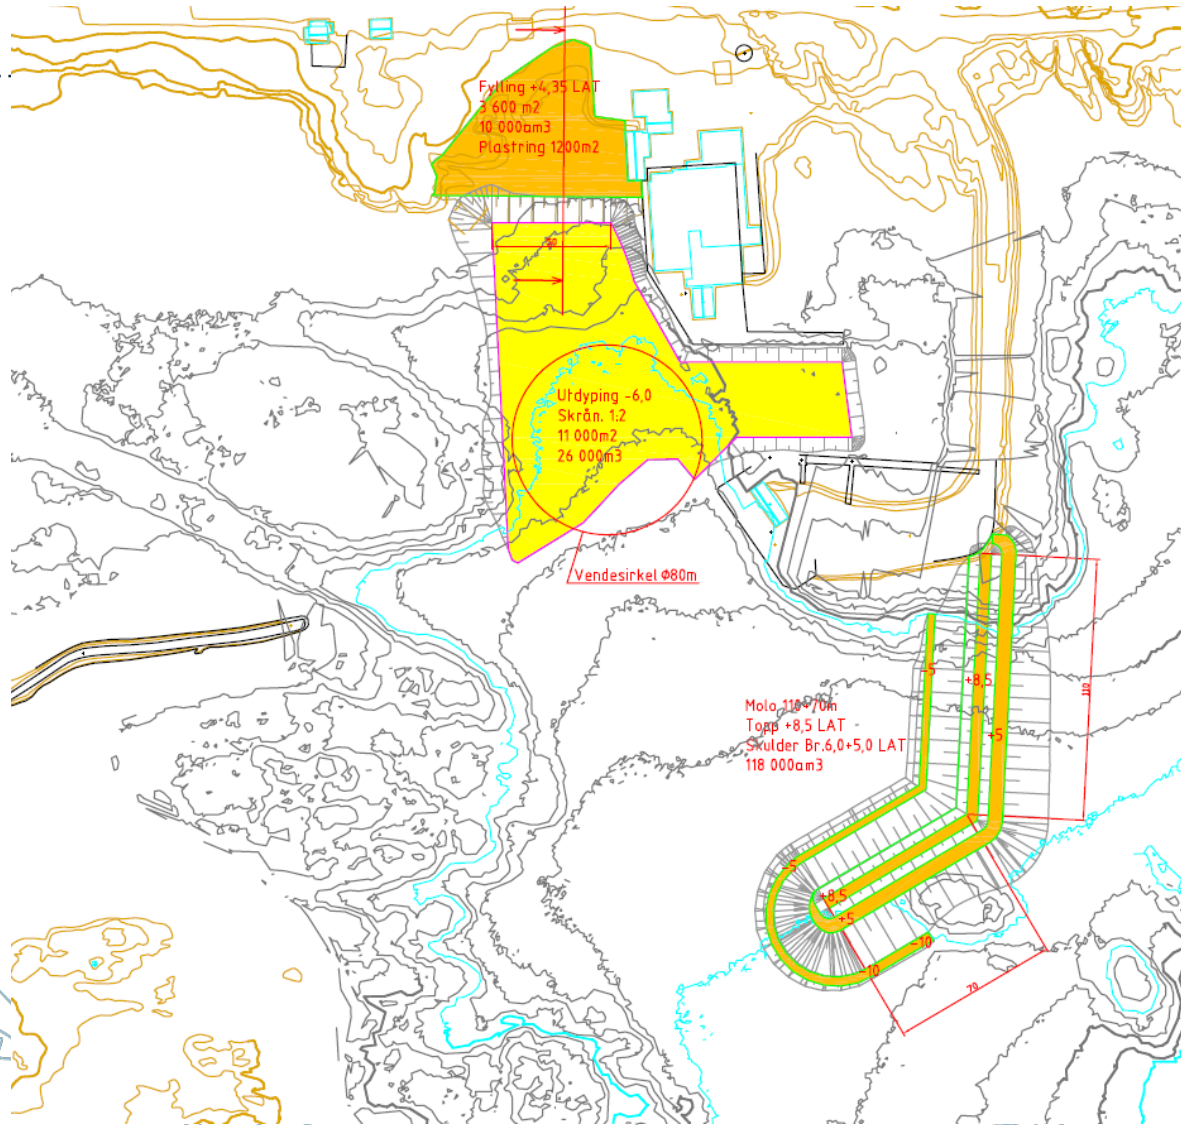 Fylling +4,35 LAT
3 600 m2
10 000am3
Plastring 1200m2
Utdyping -6,0
Skrån. 1:2
11 000m2
26 000m3
Vendesirkel Φ80m
-5
+8,5
+5
110
Molo 110+70m
Topp +8,5 LAT
Skulder Br.6,0+5,0 LAT
118 000am3
-5
+8,5
+5
-10
-10
70